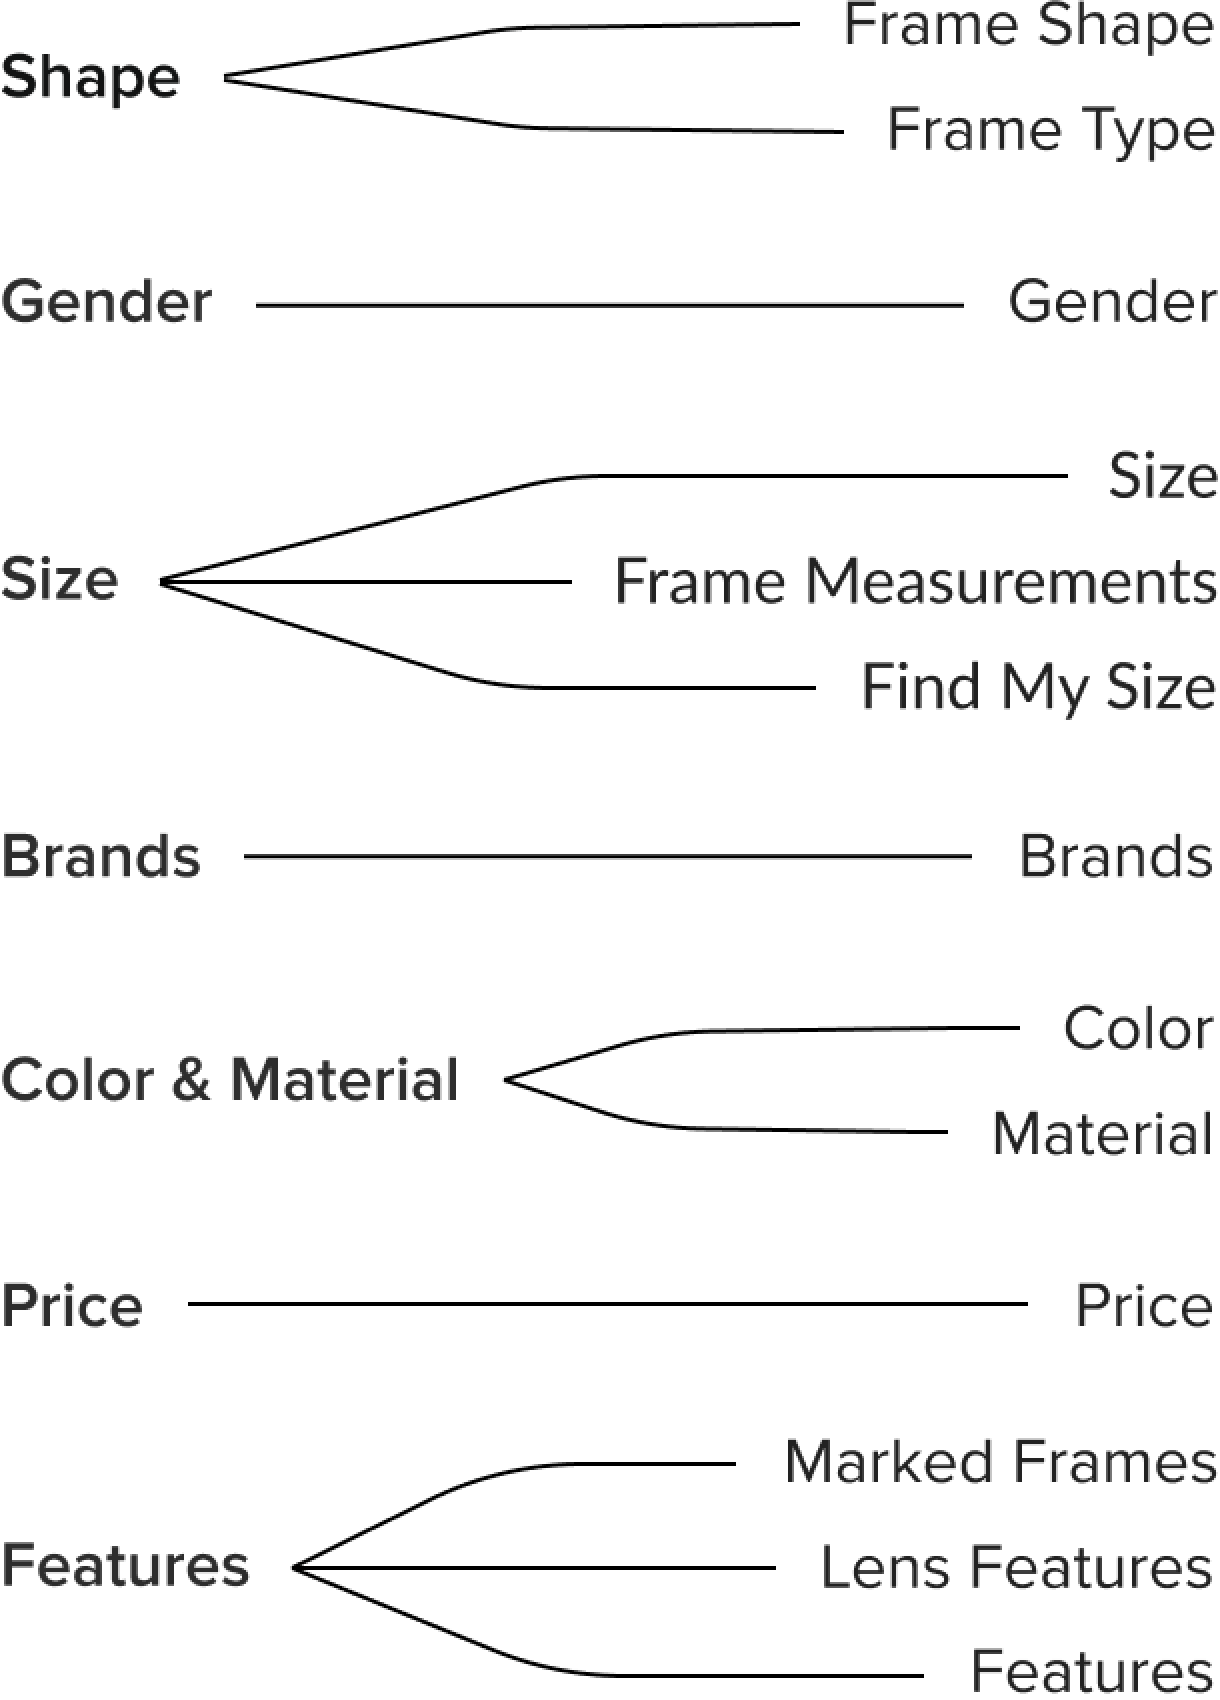 Shape
Frame Shape
Frame Type
Gender
Gender
Size
Size
Frame Measurements
Find My Size
Brands
Brands
Color & Material
Color
Material
Price
Price
Features
Marked Frames
Lens Features
Features